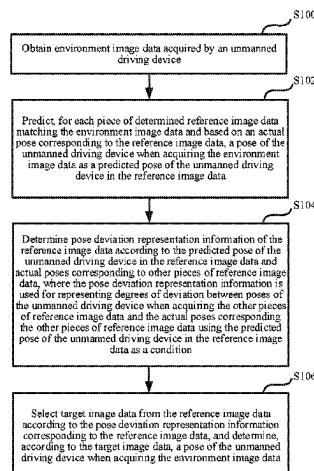 S100
Obtain environment image data acquired by an unmanned
driving device
S102
Predict, for each piece of determined reference image data
matching the environment image data and based on an actual
pose corresponding to the reference image data, a pose of the
unmanned driving device when acquiring the environment
image data as a predicted pose of the unmanned driving
device in the reference image data
S104
Determine pose deviation representation information of the
reference image data according to the predicted pose of the
unmanned driving device in the reference image data and
actual poses corresponding to other pieces of reference image
data, where the pose deviation representation information is
used for representing degrees of deviation between poses of
the unmanned driving device when acquiring the other pieces
of reference image data and the actual poses corresponding
the other pieces of reference image data using the predicted
pose of the unmanned driving device in the reference image
data as a condition
S106
Select target image data from the reference image data
according to the pose deviation representation information
corresponding to the reference image data, and determine,
according to the target image data, a pose of the unmanned
driving device when acquiring the environment image data